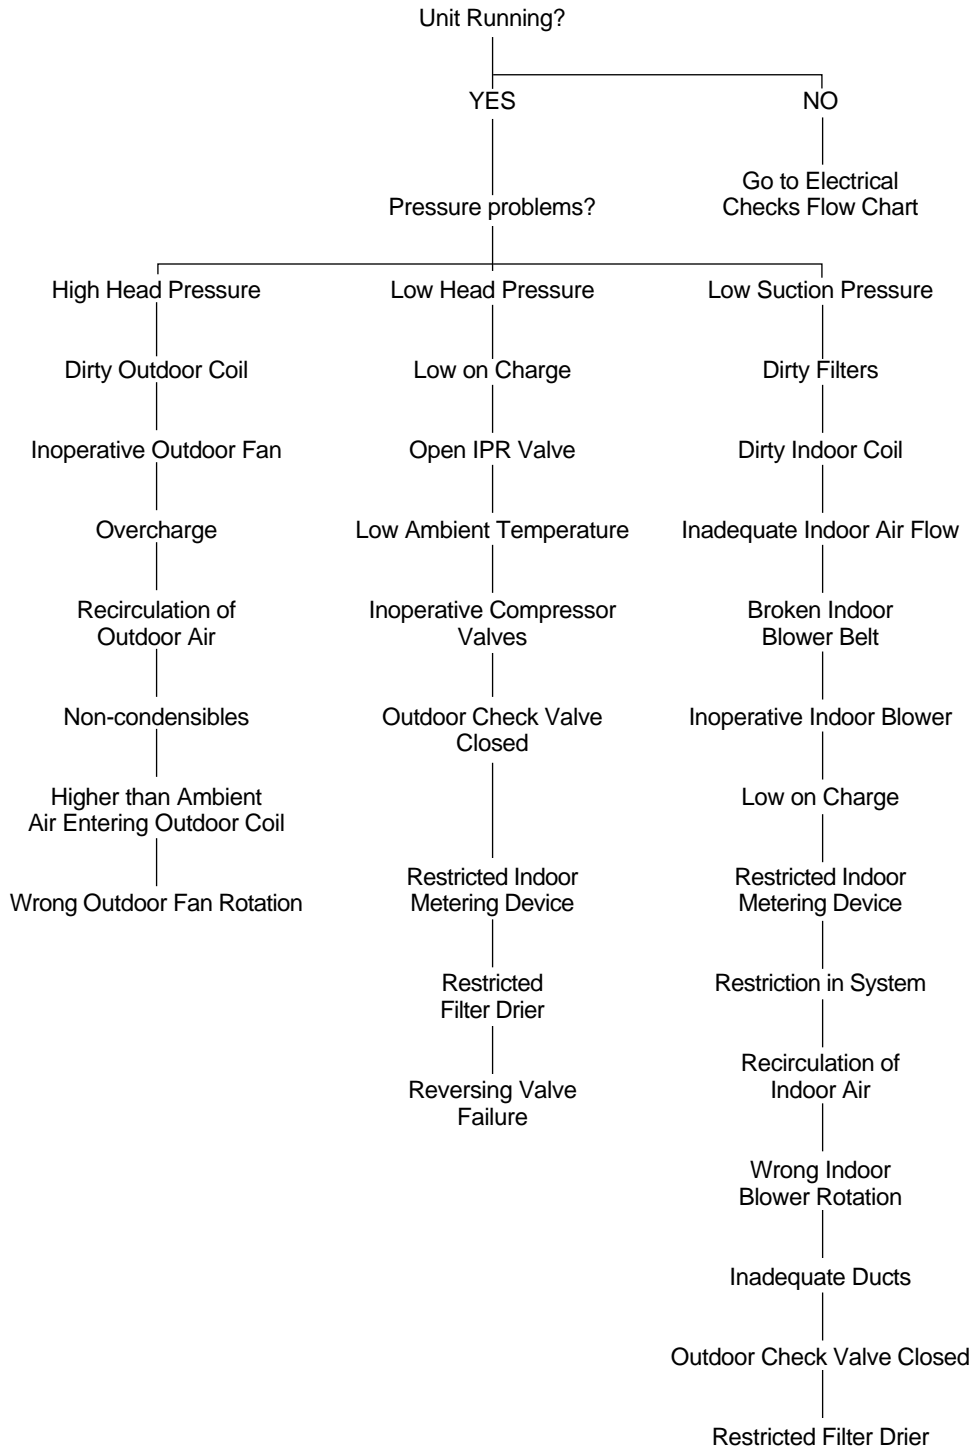 Unit Running?
YES
NO
Go to Electrical
Checks Flow Chart
Pressure problems?
High Head Pressure
Dirty Outdoor Coil
Inoperative Outdoor Fan
Overcharge
Recirculation of
Outdoor Air
Non-condensibles
Higher than Ambient
Air Entering Outdoor Coil
Wrong Outdoor Fan Rotation
Low Head Pressure
Low on Charge
Open IPR Valve
Low Ambient Temperature
Inoperative Compressor
Valves
Outdoor Check Valve
Closed
Restricted Indoor
Metering Device
Restricted
Filter Drier
Reversing Valve
Failure
Low Suction Pressure
Dirty Filters
Dirty Indoor Coil
Inadequate Indoor Air Flow
Broken Indoor
Blower Belt
Inoperative Indoor Blower
Low on Charge
Restricted Indoor
Metering Device
Restriction in System
Recirculation of
Indoor Air
Wrong Indoor
Blower Rotation
Inadequate Ducts
Outdoor Check Valve Closed
Restricted Filter Drier